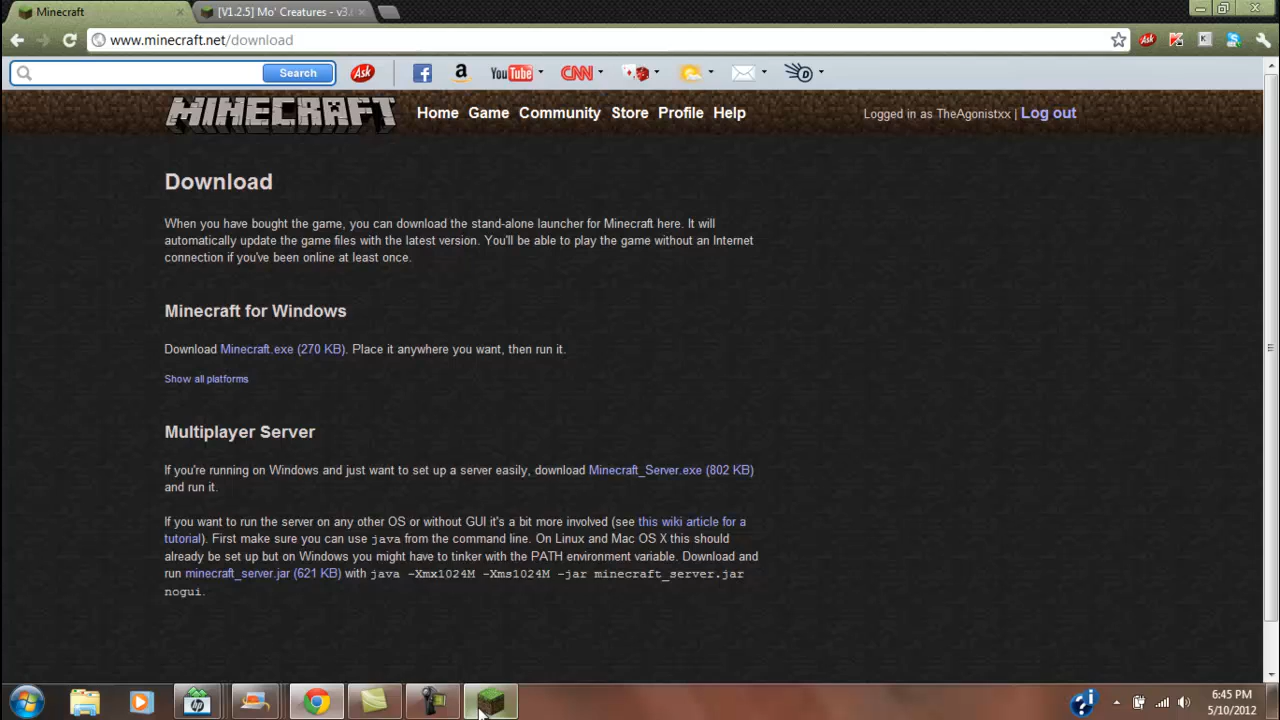 Minecraft
[V1.2.5] Mo' Creatures - v3.
www.minecraft.net/download
Ask
K
Search
Ask
f
a
YouTube
CNN
D
MINECRAFT
Home Game Community Store Profile Help
Logged in as TheAgonistxx | Log out
Download
When you have bought the game, you can download the stand-alone launcher for Minecraft here. It will
automatically update the game files with the latest version. You'll be able to play the game without an Internet
connection if you've been online at least once.
Minecraft for Windows
Download Minecraft.exe (270 KB). Place it anywhere you want, then run it.
Show all platforms
Multiplayer Server
If you're running on Windows and just want to set up a server easily, download Minecraft_Server.exe (802 KB)
and run it.
If you want to run the server on any other OS or without GUI it's a bit more involved (see this wiki article for a
tutorial). First make sure you can use java from the command line. On Linux and Mac OS X this should
already be set up but on Windows you might have to tinker with the PATH environment variable. Download and
run minecraft_server.jar (621 KB) with java -Xmx1024M -Xms1024M -jar minecraft_server.jar
nogui.
hp
6:45 PM
5/10/2012